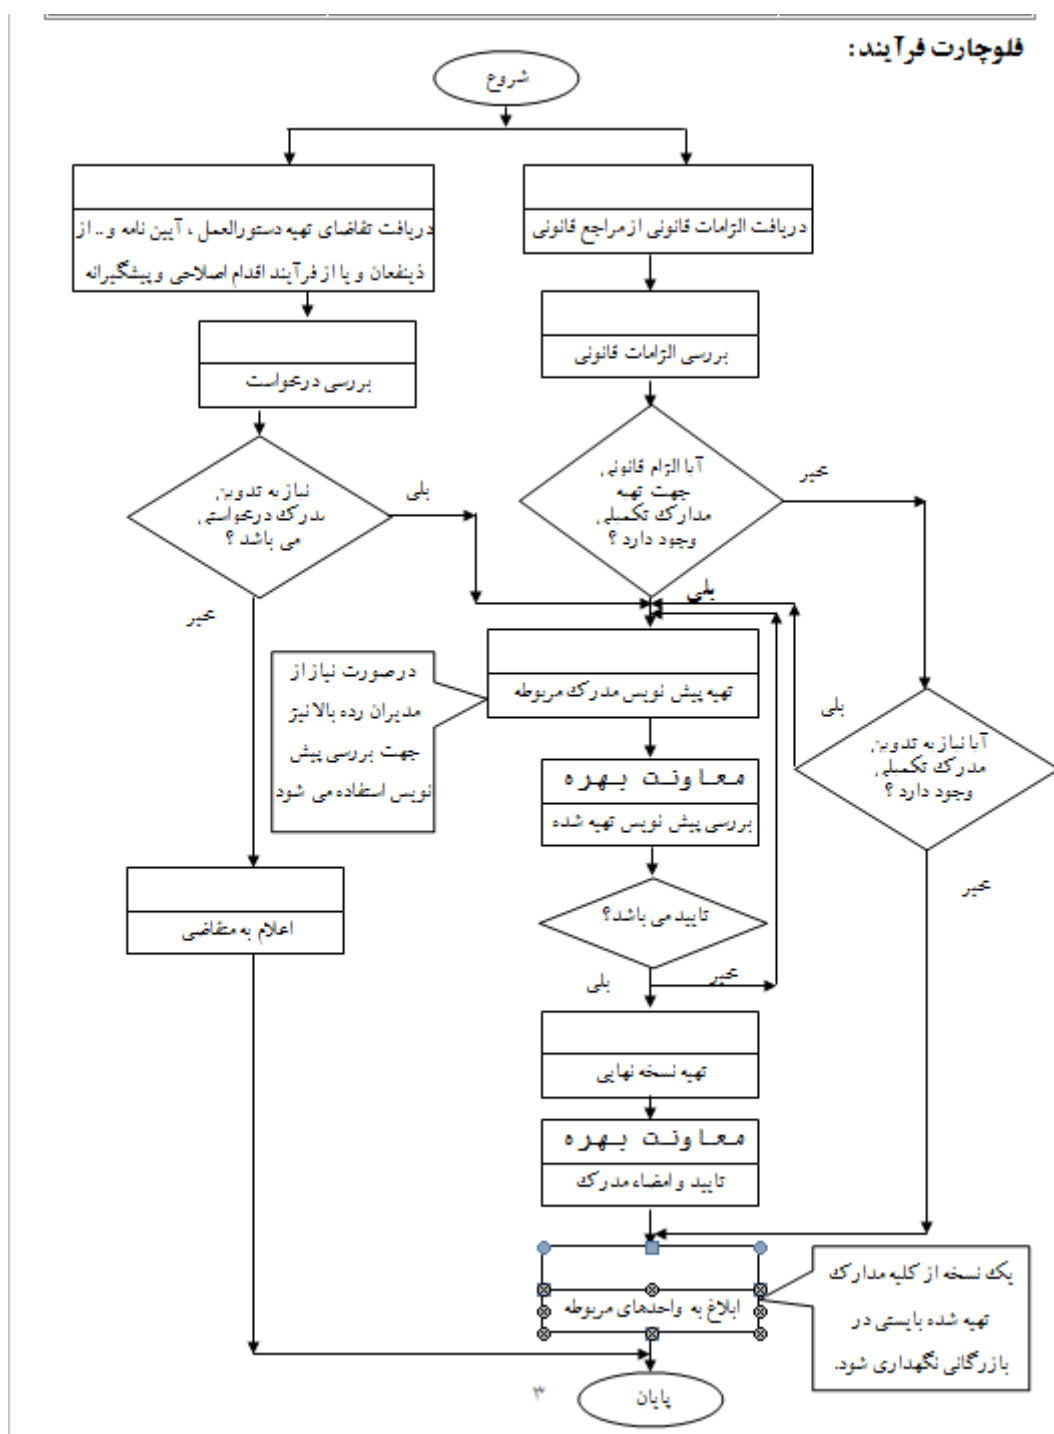 فلوچارت فرآیند :
شروع
دریافت الزامات قانونی از مراجع قانونی
دریافت تقاضای تهیه دستورالعمل ، آیین نامه و .. از
ذینفعان و یا از فرآیند اقدام اصلاحی و پیشگیرانه
بررسی الزامات قانونی
بررسی درخواست
آیا الزام قانونی
جهت تهیه
مدارک تکمیلی
وجود دارد ؟
خیر
بلی
نیاز به تدوین
مدرک درخواستی
می باشد ؟
بلی
خیر
تهیه پیش نویس مدرک مربوطه
درصورت نیاز از
مدیران رده بالا نیز
جهت بررسی پیش
نویس استفاده می شود
آیا نیاز به تدوین
مدرک تکمیلی
وجود دارد ؟
بلی
خیر
معاونت بهره
بررسی پیش نویس تهیه شده
اعلام به متقاضی
تایید می باشد؟
خیر
بلی
تهیه نسخه نهایی
معاونت بهره
تایید و امضاء مدرک
ابلاغ به واحدهای مربوطه
یک نسخه از کلیه مدارک
تهیه شده بایستی در
بازرگانی نگهداری شود.
پایان
۳